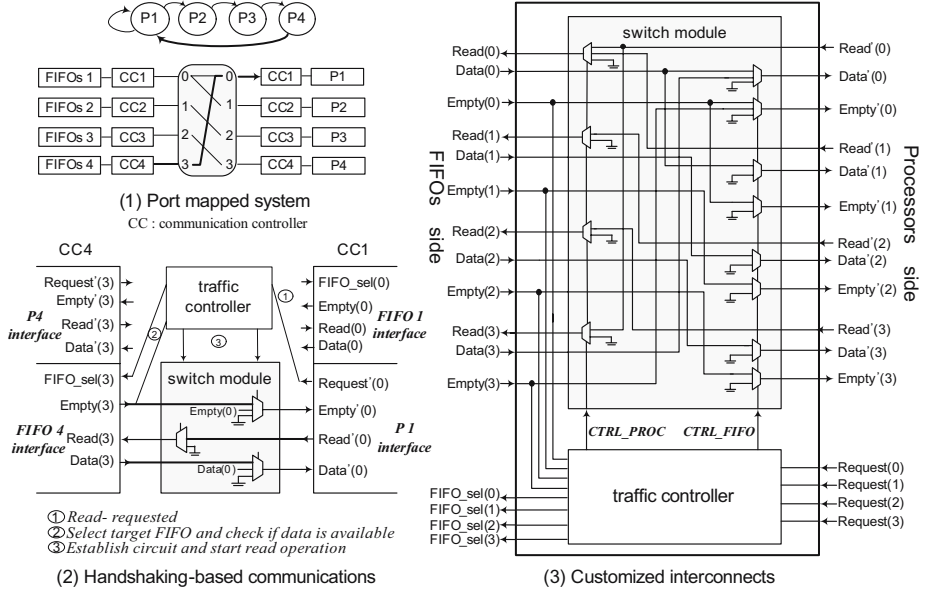 P1 P2 P3 P4
FIFOs 1 CC1 0 0 CC1 P1
FIFOs 2 CC2 1 1 CC2 P2
FIFOs 3 CC3 2 2 CC3 P3
FIFOs 4 CC4 3 3 CC4 P4
(1) Port mapped system
CC : communication controller
CC4
CC1
Request'(3)
Empty'(3)
Read'(3)
Data'(3)
P4
interface
traffic
controller
①
②
③
FIFO_sel(0)
Empty(0)
Read(0)
Data(0)
FIFO 1
interface
FIFO_sel(3)
Empty(3)
Read(3)
Data(3)
FIFO 4
interface
switch module
Empty(0)
Data(0)
Request'(0)
Empty'(0)
Read'(0)
Data'(0)
P 1
interface
① Read- requested
② Select target FIFO and check if data is available
③ Establish circuit and start read operation
(2) Handshaking-based communications
switch module
Read(0)
Data(0)
Empty(0)
Read(1)
Data(1)
Empty(1)
Read(2)
Data(2)
Empty(2)
Read(3)
Data(3)
Empty(3)
FIFOs side
Read'(0)
Data'(0)
Empty'(0)
Read'(1)
Data'(1)
Empty'(1)
Read'(2)
Data'(2)
Empty'(2)
Read'(3)
Data'(3)
Empty'(3)
Processors side
CTRL_PROC CTRL_FIFO
traffic controller
FIFO_sel(0)
FIFO_sel(1)
FIFO_sel(2)
FIFO_sel(3)
Request(0)
Request(1)
Request(2)
Request(3)
(3) Customized interconnects